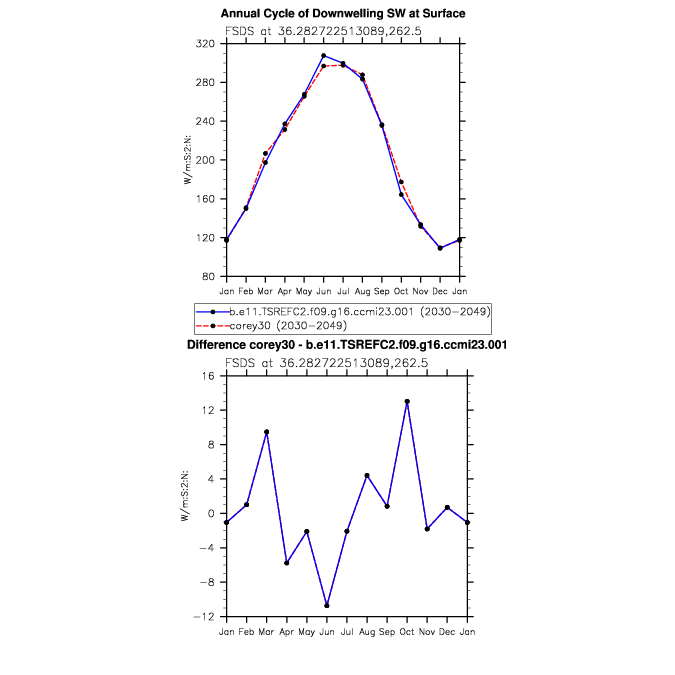 Annual Cycle of Downwelling SW at Surface
FSDS at 36.282722513089,262.5
320
280
240
200
160
120
80
W/m:S:2:N:
Jan Feb Mar Apr May Jun Jul Aug Sep Oct Nov Dec Jan
b.e11.TSREFC2.f09.g16.ccmi23.001 (2030-2049)
corey30 (2030-2049)
Difference corey30 - b.e11.TSREFC2.f09.g16.ccmi23.001
FSDS at 36.282722513089,262.5
16
12
8
4
0
-4
-8
-12
W/m:S:2:N:
Jan Feb Mar Apr May Jun Jul Aug Sep Oct Nov Dec Jan